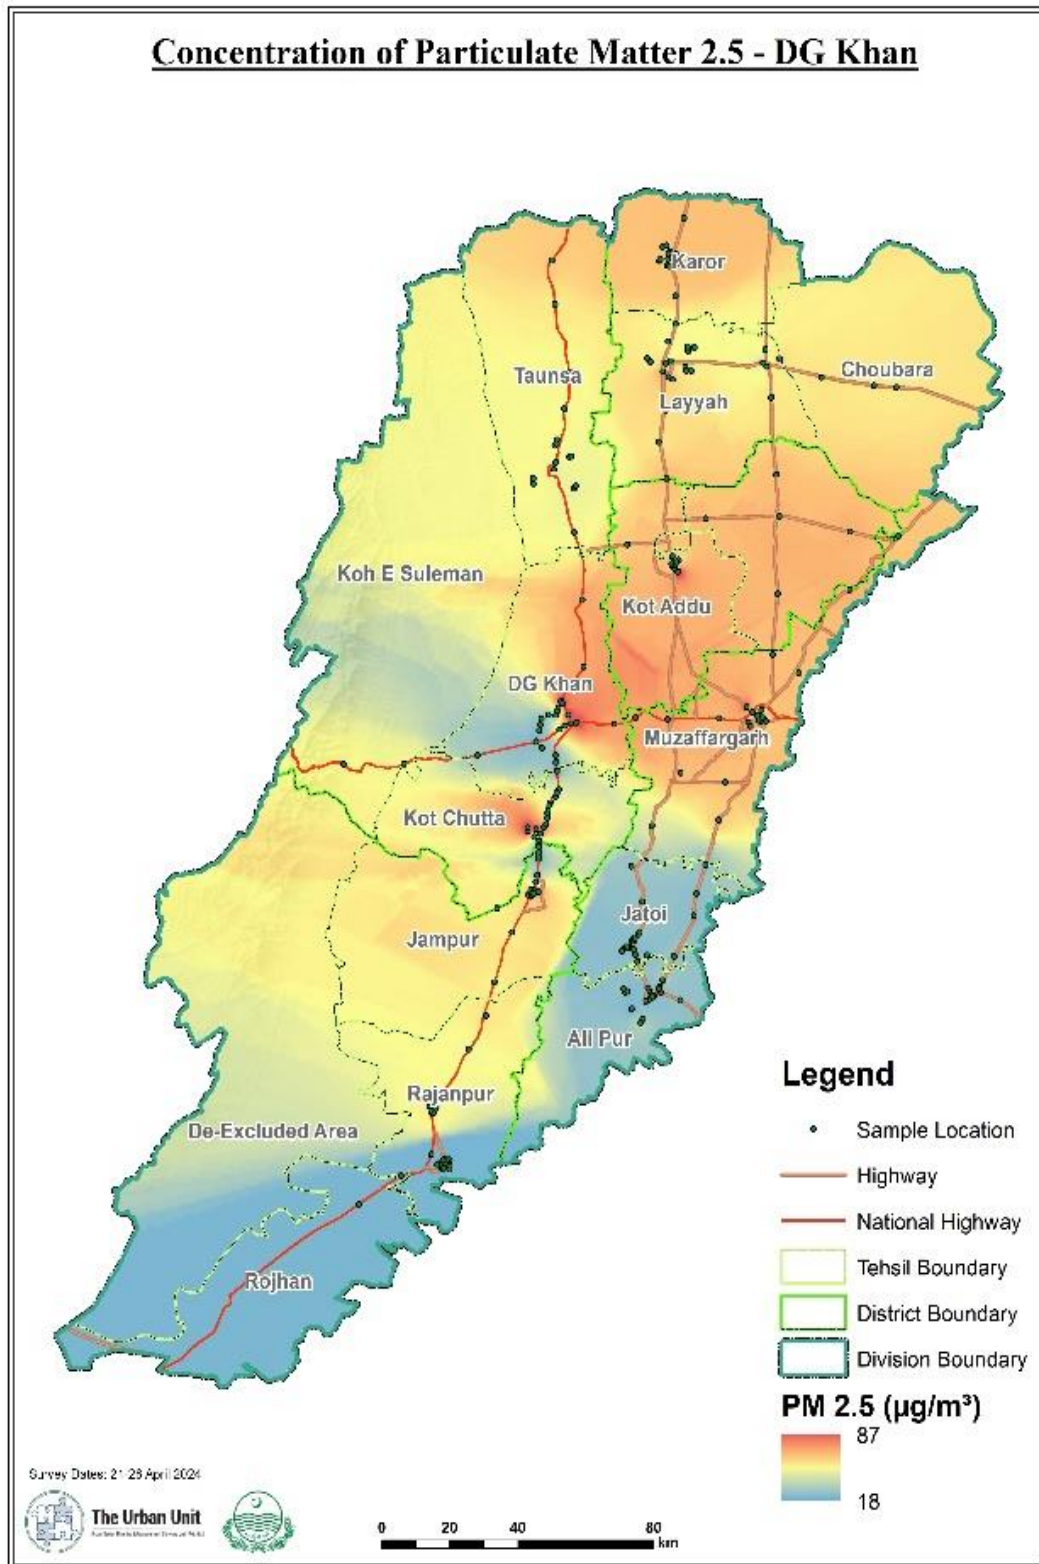 Concentration of Particulate Matter 2.5 - DG Khan
Karor
Choubara
Taunsa
Layyah
Koh E Suleman
Kot Addu
DG Khan
Muzaffargarh
Kot Chutta
Jatoi
Jampur
Ali Pur
Rajanpur
De-Excluded Area
Rojhan
Legend
Sample Location
Highway
National Highway
Tehsil Boundary
District Boundary
Division Boundary
PM 2.5 (µg/m³)
87
18
Survey Dates: 21-26 April 2024
The Urban Unit
0 20 40 80
km